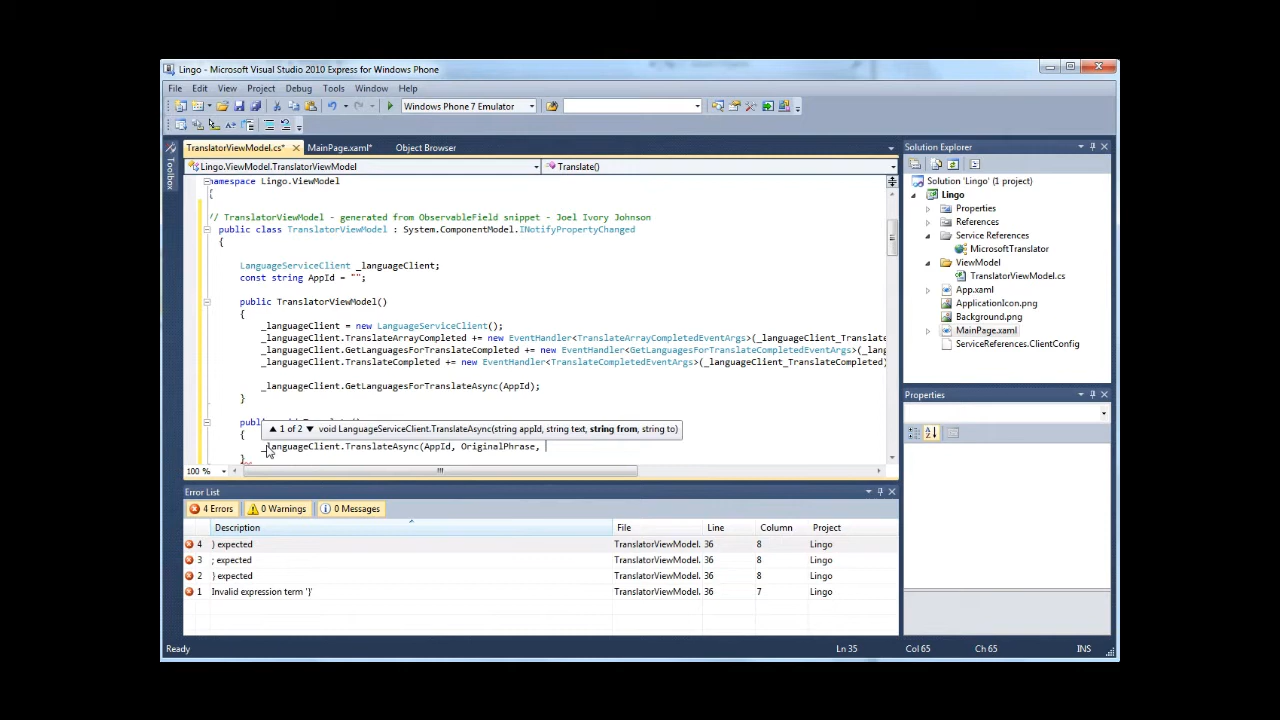 Lingo - Microsoft Visual Studio 2010 Express for Windows Phone
File Edit View Project Debug Tools Window Help
Windows Phone 7 Emulator
TranslatorViewModel.cs* MainPage.xaml* Object Browser
Toolbox
Lingo.ViewModel.TranslatorViewModel Translate()
namespace Lingo.ViewModel
{
// TranslatorViewModel - generated from ObservableField snippet - Joel Ivory Johnson
public class TranslatorViewModel : System.ComponentModel.INotifyPropertyChanged
{
LanguageServiceClient _languageClient;
const string AppId = "";
public TranslatorViewModel()
{
_languageClient = new LanguageServiceClient();
_languageClient.TranslateArrayCompleted += new EventHandler<TranslateArrayCompletedEventArgs>(_languageClient_Translate
_languageClient.GetLanguagesForTranslateCompleted += new EventHandler<GetLanguagesForTranslateCompletedEventArgs>(_lang
_languageClient.TranslateCompleted += new EventHandler<TranslateCompletedEventArgs>(_languageClient_TranslateCompleted)
_languageClient.GetLanguagesForTranslateAsync(AppId);
}
1 of 2 void LanguageServiceClient.TranslateAsync(string appId, string text, string from, string to)
{
_languageClient.TranslateAsync(AppId, OriginalPhrase,
}
100 %
Error List
4 Errors 0 Warnings 0 Messages
Description File Line Column Project
4 ) expected TranslatorViewModel. 36 8 Lingo
3 ; expected TranslatorViewModel. 36 8 Lingo
2 ) expected TranslatorViewModel. 36 8 Lingo
1 Invalid expression term '}' TranslatorViewModel. 36 7 Lingo
Solution Explorer
Solution 'Lingo' (1 project)
Lingo
Properties
References
Service References
MicrosoftTranslator
ViewModel
TranslatorViewModel.cs
App.xaml
ApplicationIcon.png
Background.png
MainPage.xaml
ServiceReferences.ClientConfig
Properties
Ready Ln 35 Col 65 Ch 65 INS